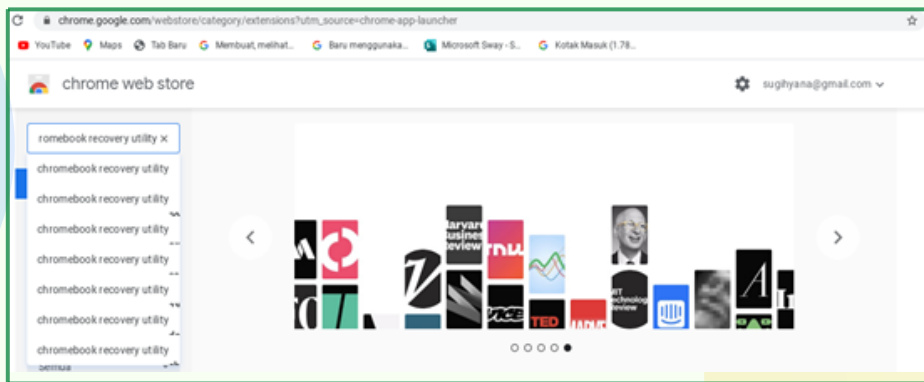 chrome.google.com/webstore/category/extensions?utm_source=chrome-app-launcher
YouTube Maps Tab Baru Membuat, melihat... Baru menggunaka... Microsoft Sway - S... Kotak Masuk (1.78...
chrome web store
sugihyana@gmail.com
romebook recovery utility ×
chromebook recovery utility
chromebook recovery utility
chromebook recovery utility
chromebook recovery utility
chromebook recovery utility
chromebook recovery utility
chromebook recovery utility
Semua
Harvard
Business
Review
VICE
TED
MIT
Technology
Review
A